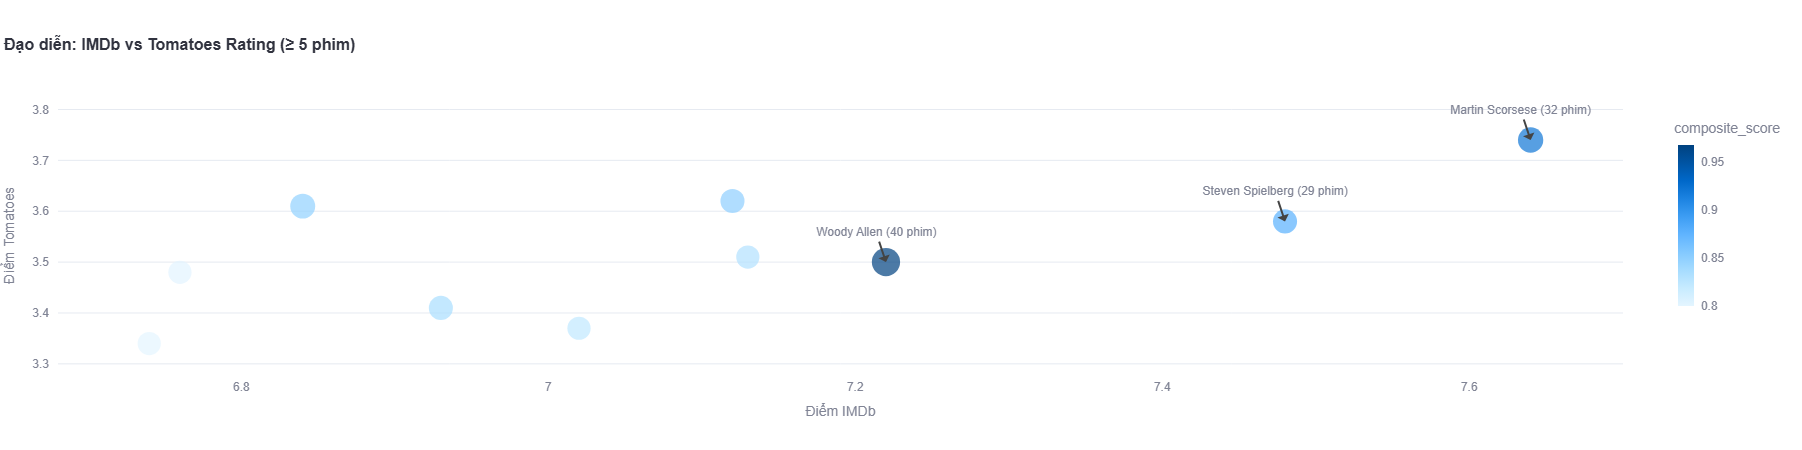 Đạo diễn: IMDb vs Tomatoes Rating (≥ 5 phim)
3.8
3.7
3.6
3.5
3.4
3.3
Điểm Tomatoes
Martin Scorsese (32 phim)
Steven Spielberg (29 phim)
Woody Allen (40 phim)
6.8
7
7.2
7.4
7.6
Điểm IMDb
composite_score
0.95
0.9
0.85
0.8